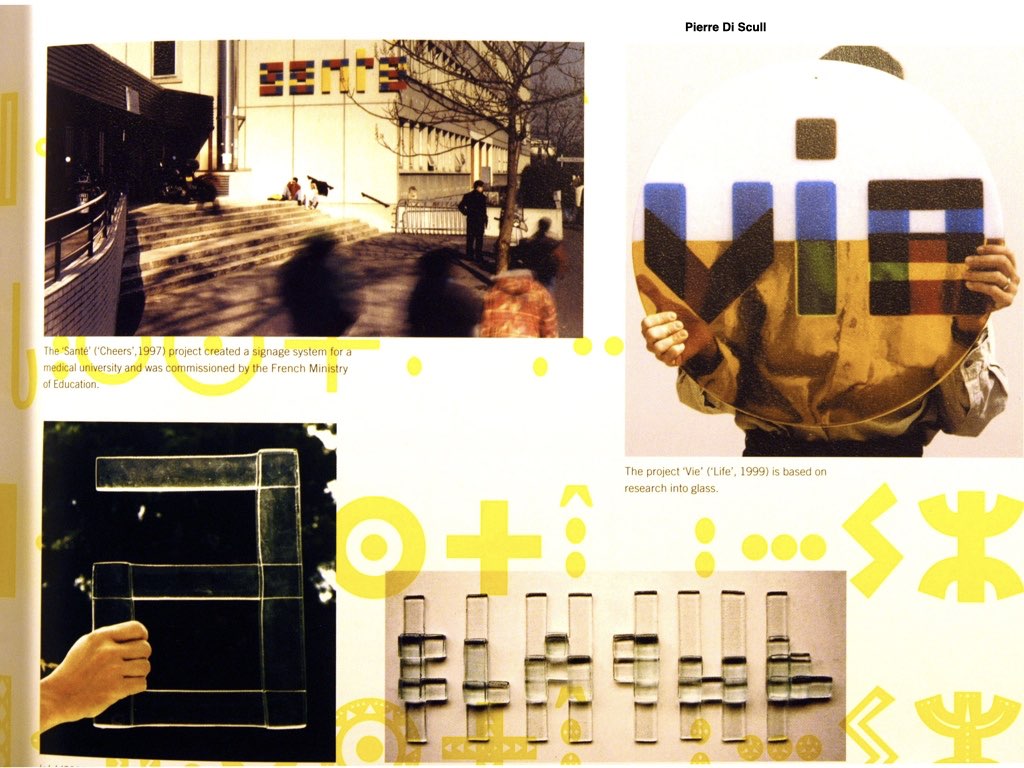 Pierre Di Scull
santé
The ‘Santé’ (‘Cheers’,1997) project created a signage system for a
medical university and was commissioned by the French Ministry
of Education.
vie
The project ‘Vie’ (‘Life’, 1999) is based on
research into glass.
a